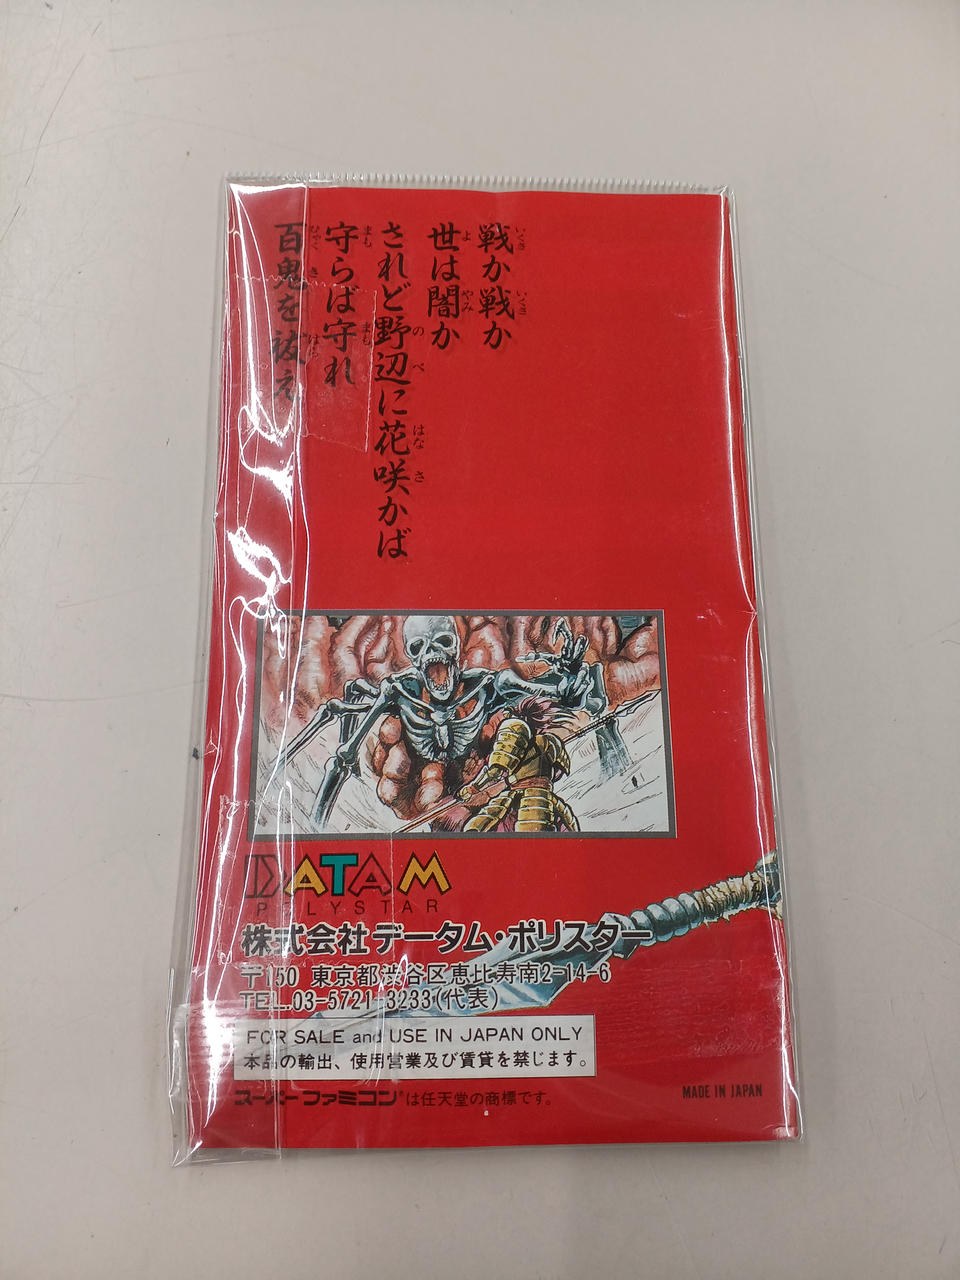 戦か戦か
世は闇か
されど野辺に花咲かば
守らば守れ
百鬼を祓え
DATAM
POLYSTAR
株式会社データム・ポリスター
〒150 東京都渋谷区恵比寿南2-14-6
TEL.03-5721-3233(代表)
FOR SALE and USE IN JAPAN ONLY
本品の輸出、使用営業及び賃貸を禁じます。
スーパーファミコン®は任天堂の商標です。
MADE IN JAPAN